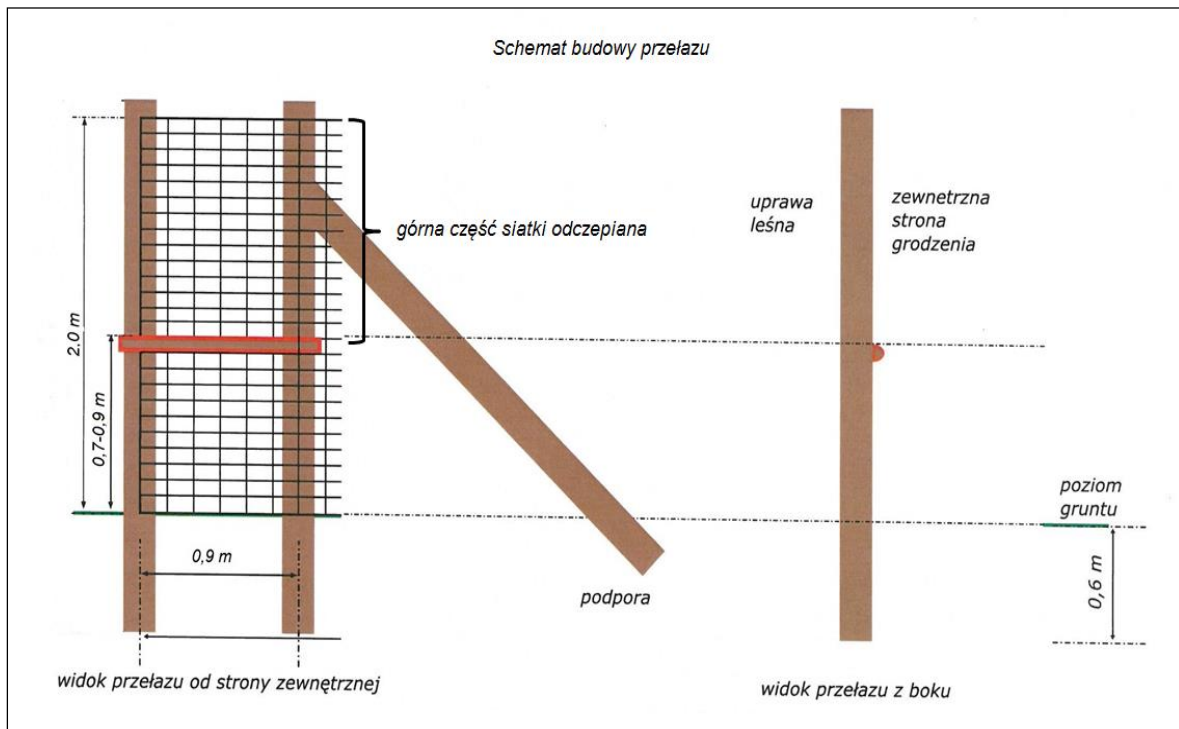 Schemat budowy przełazu
górna część siatki odczepiana
uprawa
leśna
zewnetrzna
strona
grodzenia
2.0 m
0,7-0,9 m
0,9 m
podpora
poziom
gruntu
0,6 m
widok przełazu od strony zewnętrznej
widok przełazu z boku